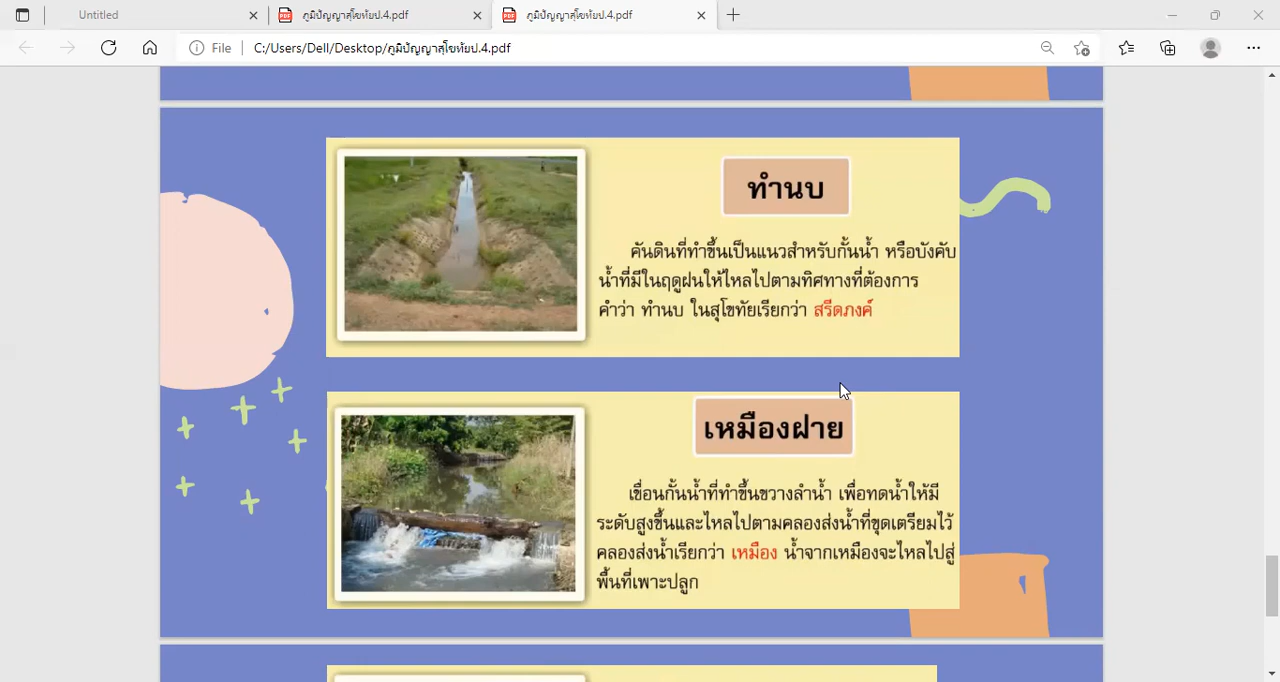 Untitled
ภูมิปัญญาสุโขทัยป.4.pdf
ภูมิปัญญาสุโขทัยป.4.pdf
File
C:/Users/Dell/Desktop/ภูมิปัญญาสุโขทัยป.4.pdf
ทำนบ
คันดินที่ทำขึ้นเป็นแนวสำหรับกั้นน้ำ หรือบังคับ
น้ำที่มีในฤดูฝนให้ไหลไปตามทิศทางที่ต้องการ
คำว่า ทำนบ ในสุโขทัยเรียกว่า สรีดภงค์
เหมืองฝาย
เขื่อนกั้นน้ำที่ทำขึ้นขวางลำน้ำ เพื่อทดน้ำให้มี
ระดับสูงขึ้นและไหลไปตามคลองส่งน้ำที่ขุดเตรียมไว้
คลองส่งน้ำเรียกว่า เหมือง น้ำจากเหมืองจะไหลไปสู่
พื้นที่เพาะปลูก